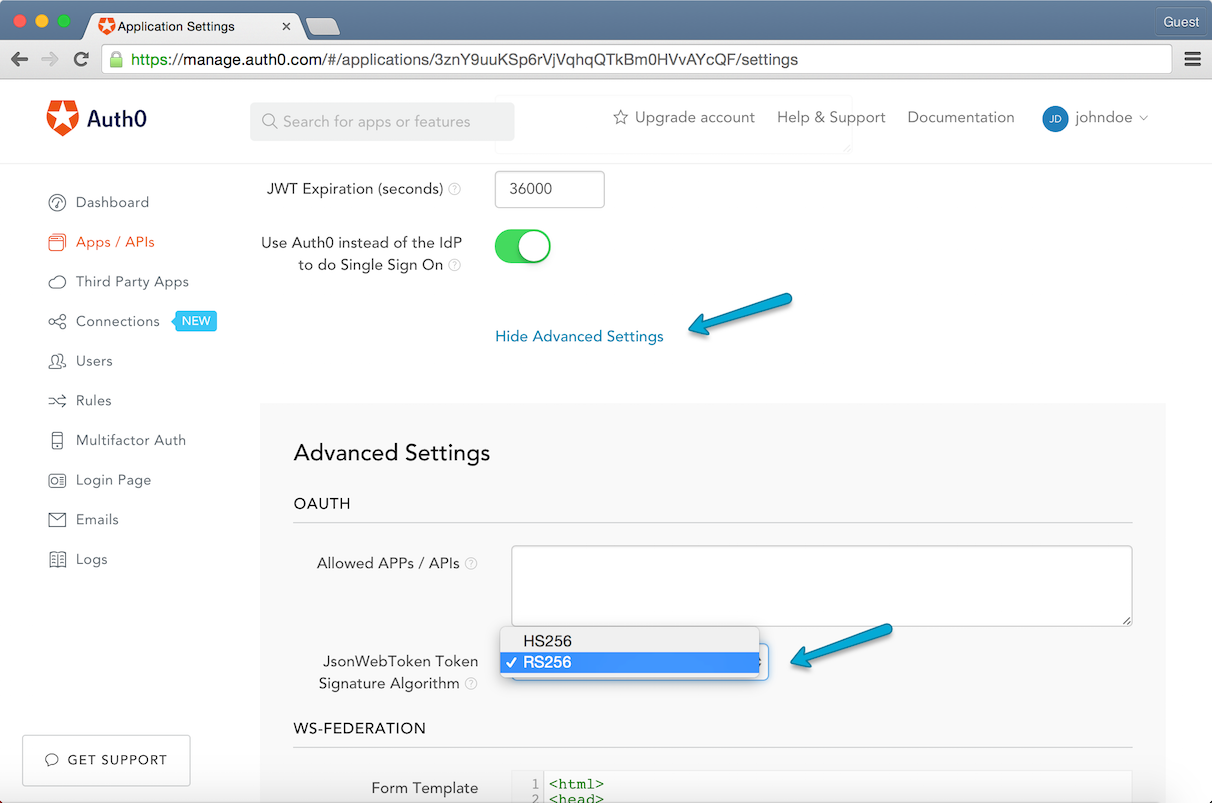 Application Settings
Guest
https://manage.auth0.com/#/applications/3znY9uuKSp6rVjVqhqQTkBm0HVvAYcQF/settings
Auth0
Search for apps or features
Upgrade account
Help & Support
Documentation
JD
johndoe
Dashboard
Apps / APIs
Third Party Apps
Connections
NEW
Users
Rules
Multifactor Auth
Login Page
Emails
Logs
GET SUPPORT
JWT Expiration (seconds) ?
36000
Use Auth0 instead of the IdP
to do Single Sign On ?
Hide Advanced Settings
Advanced Settings
OAUTH
Allowed APPs / APIs ?
JsonWebToken Token
Signature Algorithm ?
HS256
✓ RS256
WS-FEDERATION
Form Template
1 <html>
2 <head>